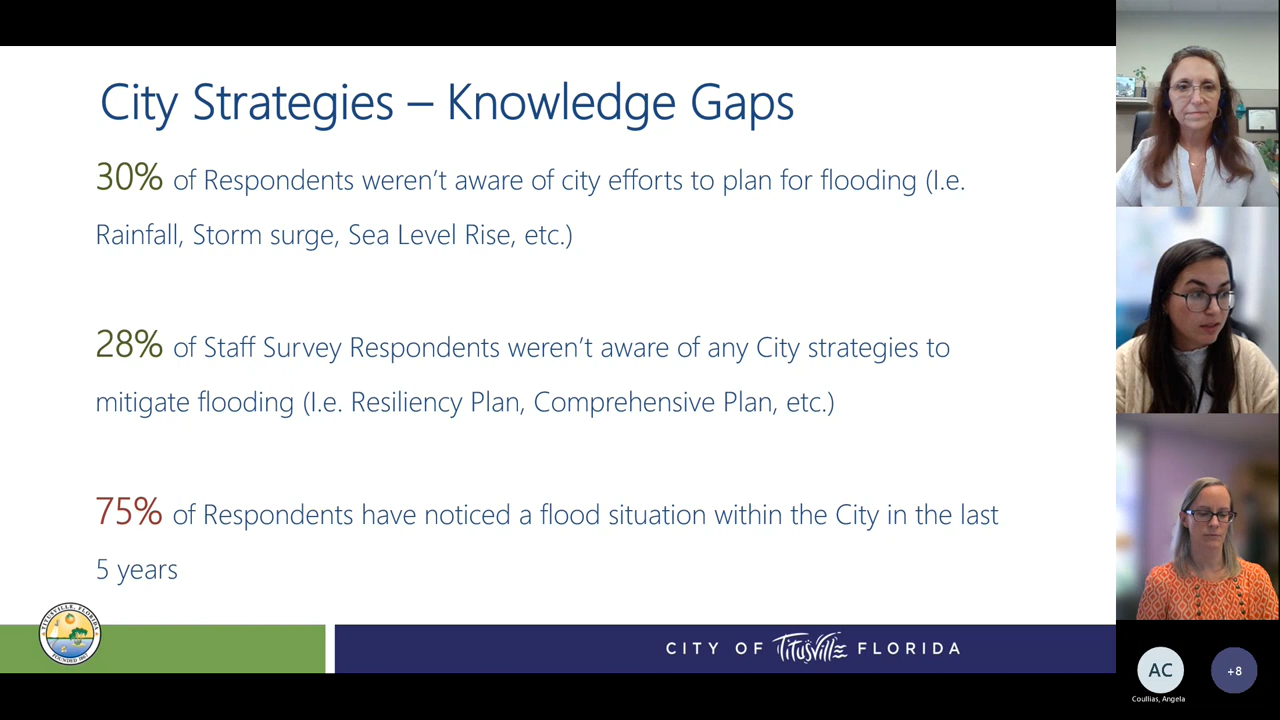 City Strategies – Knowledge Gaps
30% of Respondents weren't aware of city efforts to plan for flooding (I.e.
Rainfall, Storm surge, Sea Level Rise, etc.)
28% of Staff Survey Respondents weren't aware of any City strategies to
mitigate flooding (I.e. Resiliency Plan, Comprehensive Plan, etc.)
75% of Respondents have noticed a flood situation within the City in the last
5 years
TITUSVILLE, FLORIDA
CITY OF Titusville FLORIDA
AC
+8
Coullias, Angela